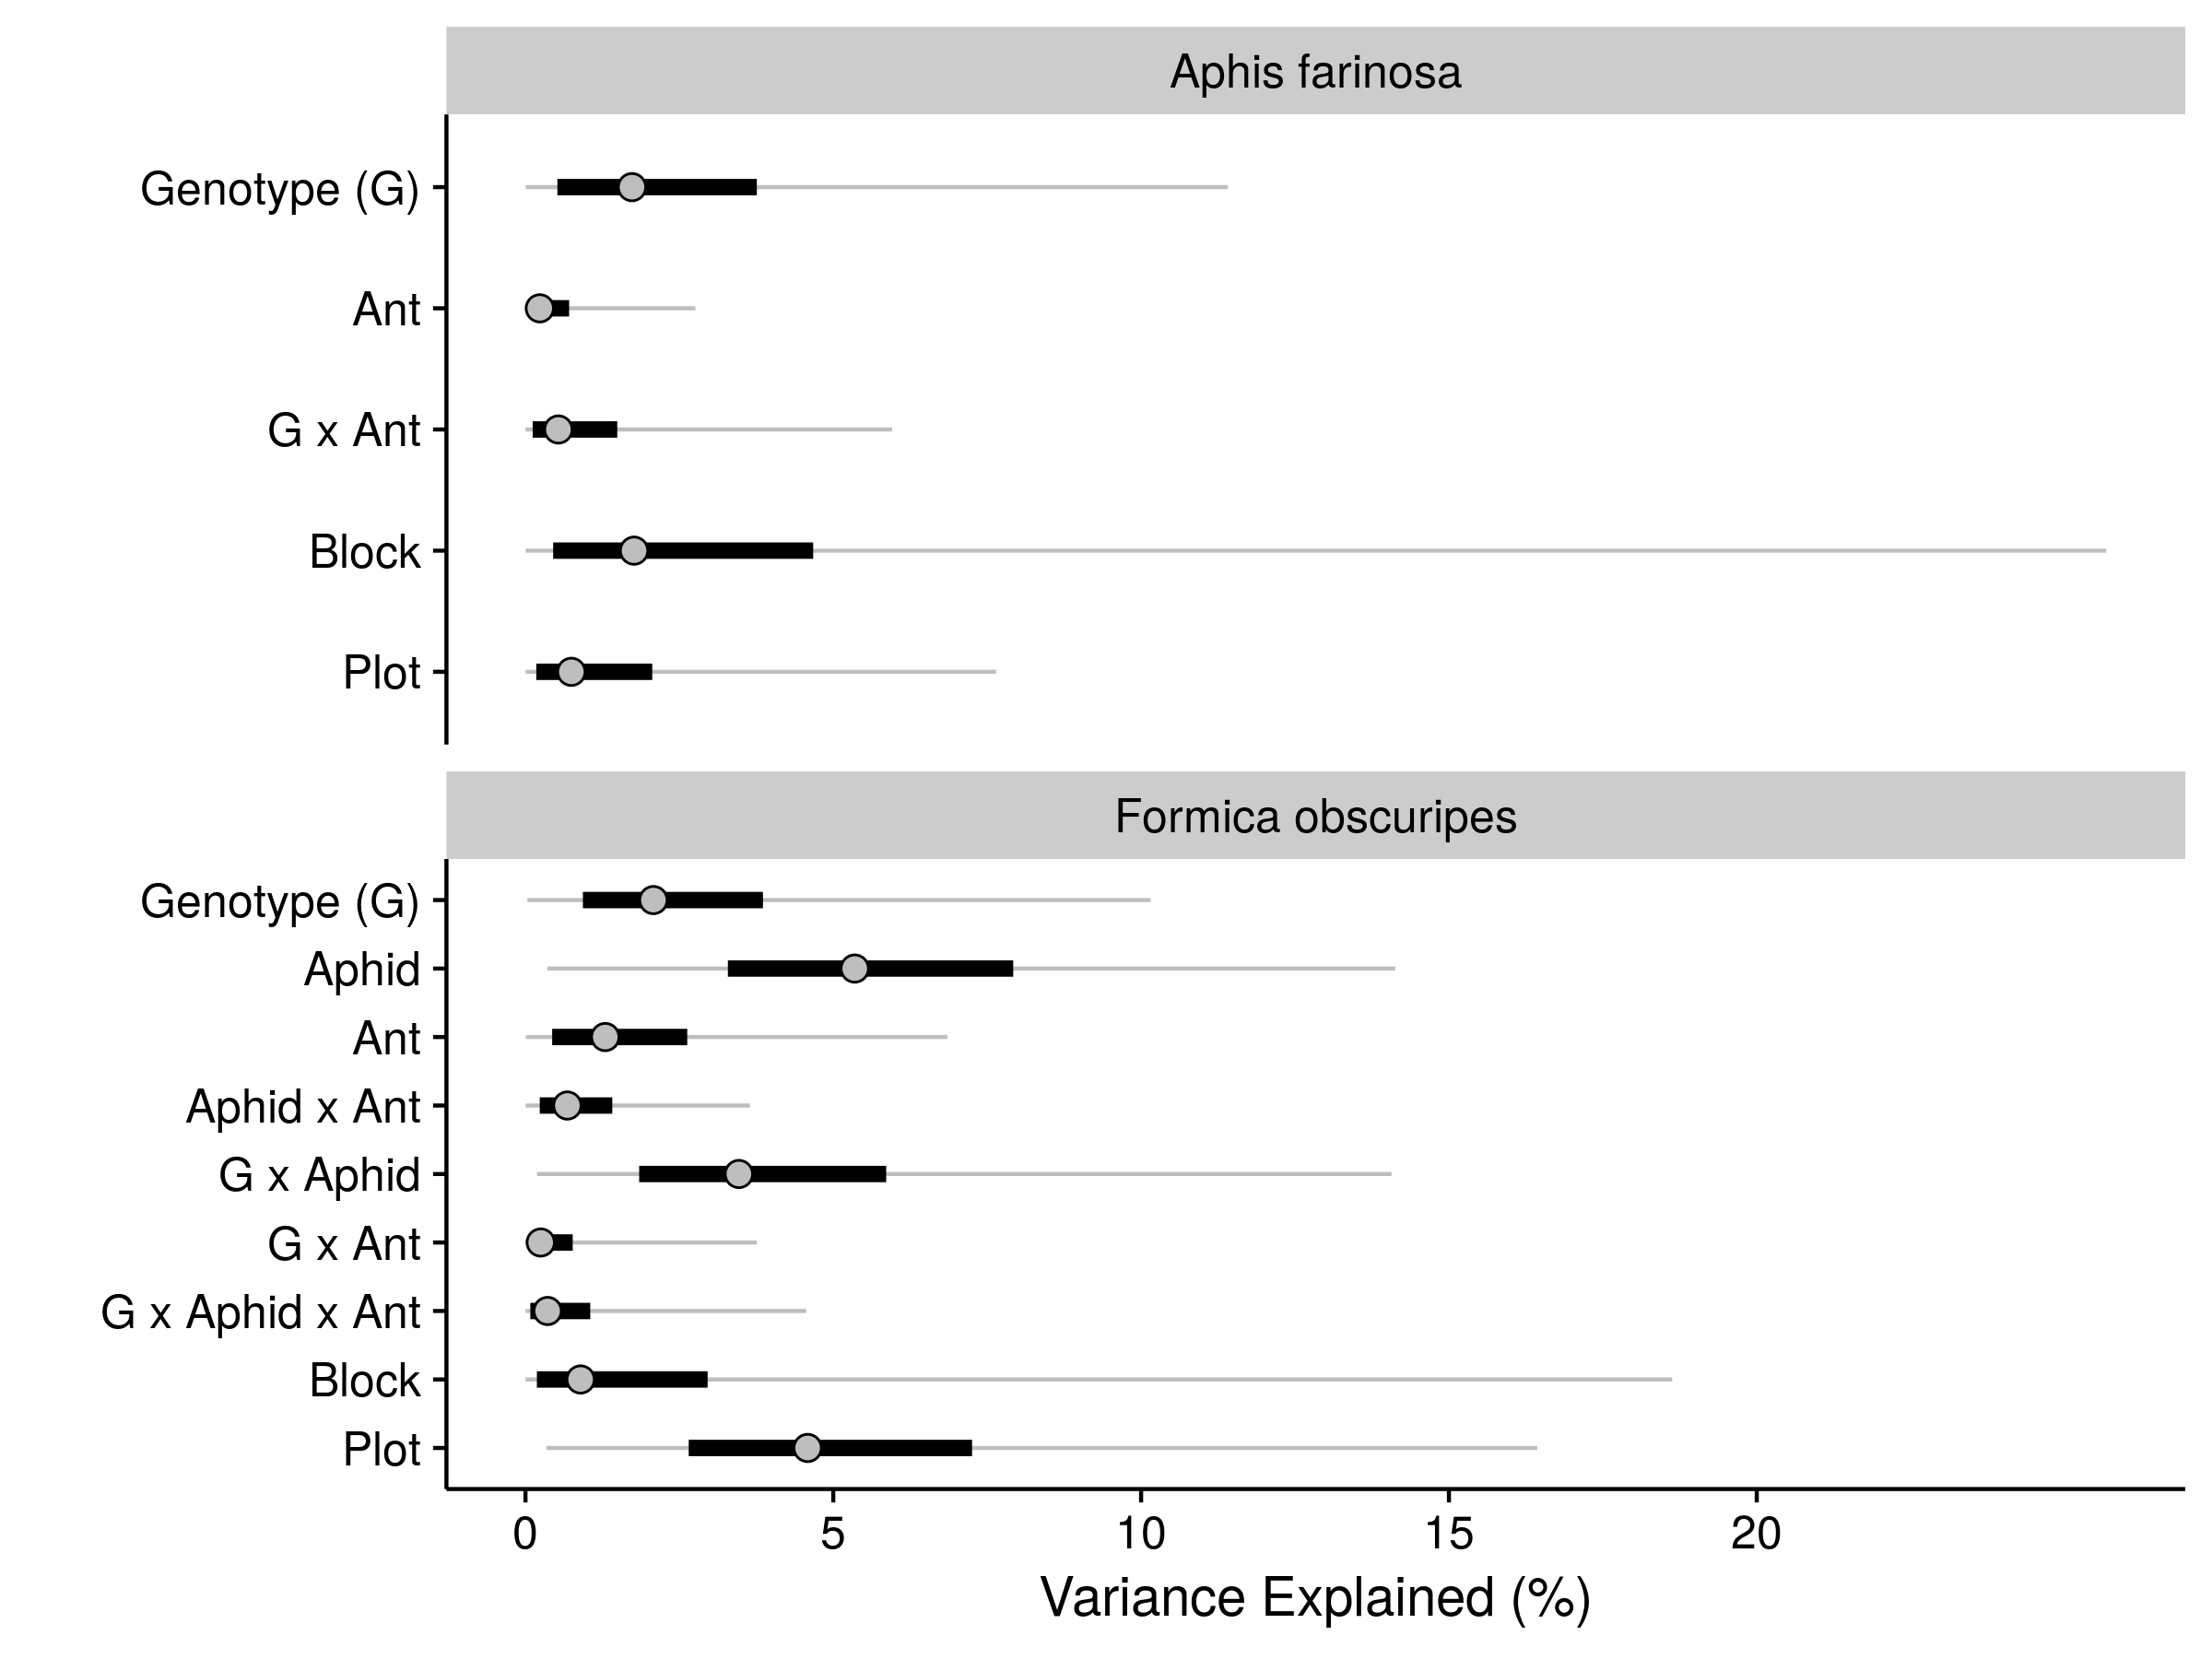 Aphis farinosa
Genotype (G)
Ant
G x Ant
Block
Plot
Formica obscuripes
Genotype (G)
Aphid
Ant
Aphid x Ant
G x Aphid
G x Ant
G x Aphid x Ant
Block
Plot
0 5 10 15 20
Variance Explained (%)